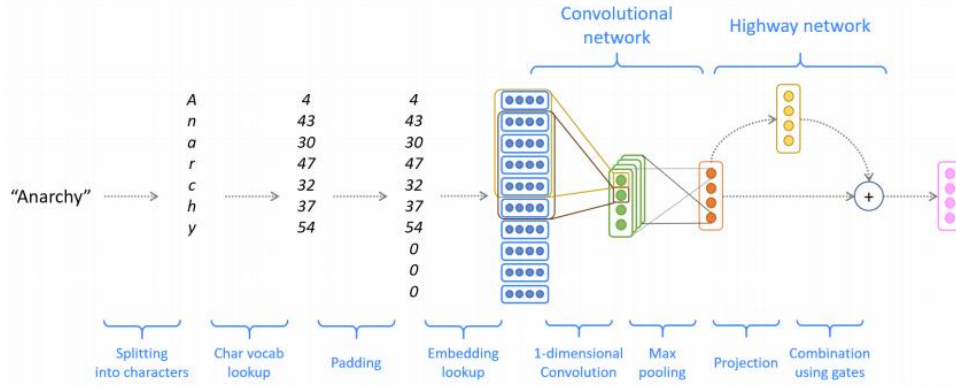 Convolutional
network
Highway network
A 4 4
n 43 43
a 30 30
r 47 47
"Anarchy" c 32 32 +
h 37 37
y 54 54
0
0
0
Splitting
into characters
Char vocab
lookup
Padding
Embedding
lookup
1-dimensional
Convolution
Max
pooling
Projection
Combination
using gates